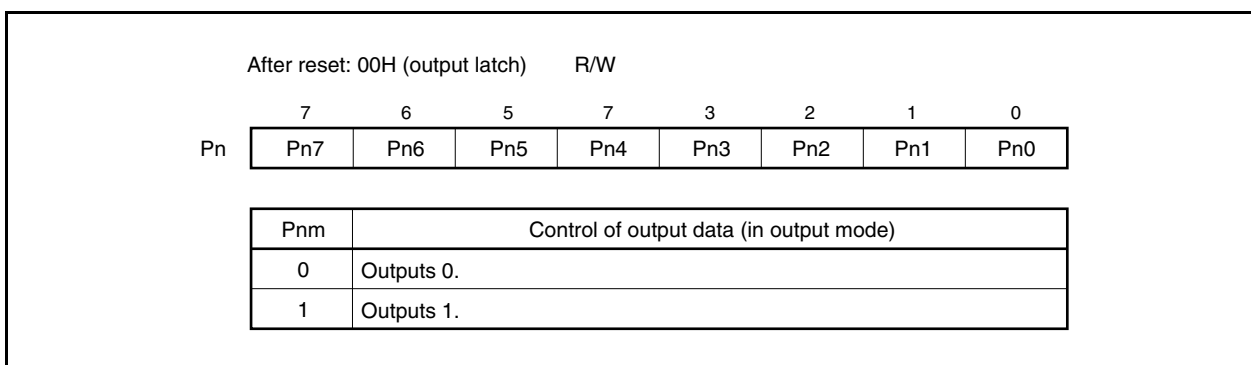 After reset: 00H (output latch) R/W
7 6 5 7 3 2 1 0
Pn Pn7 Pn6 Pn5 Pn4 Pn3 Pn2 Pn1 Pn0
Pnm Control of output data (in output mode)
0 Outputs 0.
1 Outputs 1.